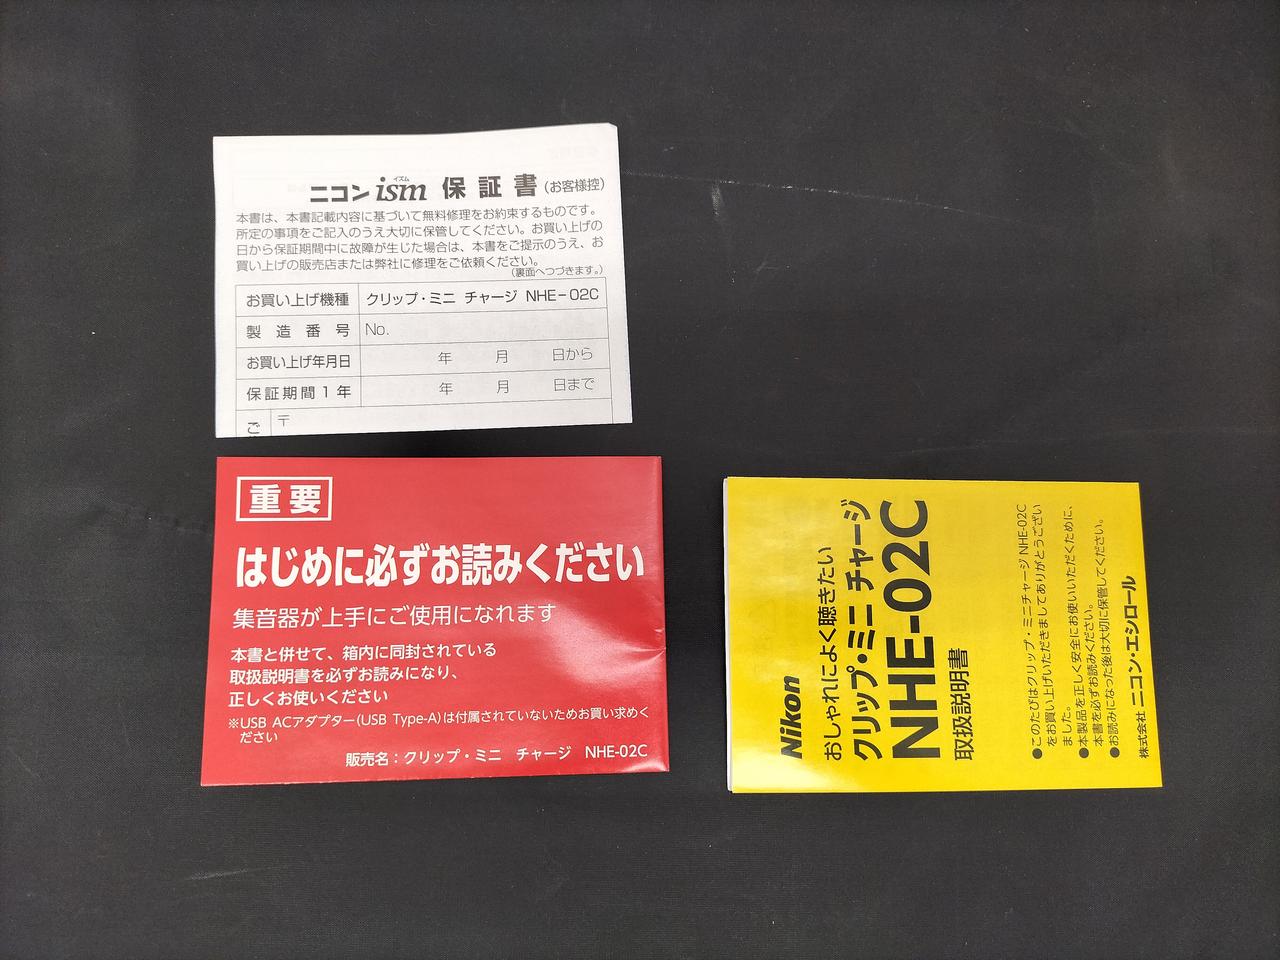 ニコン ism 保証書 (お客様控)
イズム
本書は、本書記載内容に基づいて無料修理をお約束するものです。
所定の事項をご記入のうえ大切に保管してください。お買い上げの
日から保証期間中に故障が生じた場合は、本書をご提示のうえ、お
買い上げの販売店または弊社に修理をご依頼ください。
(裏面へつづきます。)
お買い上げ機種 クリップ・ミニ チャージ NHE-02C
製造番号 No.
お買い上げ年月日 年 月 日から
保証期間1年 年 月 日まで
ご 〒
重要
はじめに必ずお読みください
集音器が上手にご使用になれます
本書と併せて、箱内に同封されている
取扱説明書を必ずお読みになり、
正しくお使いください
※USB ACアダプター(USB Type-A)は付属されていないためお買い求めく
ださい
販売名：クリップ・ミニ チャージ NHE-02C
Nikon
おしゃれによく聴きたい
クリップ・ミニ チャージ
NHE-02C
取扱説明書
●このたびはクリップ・ミニチャージ NHE-02C
をお買い上げいただきましてありがとうござい
ました。
●本製品を正しく安全にお使いいただくために、
本書を必ずお読みください。
●お読みになった後は大切に保管してください。
株式会社 ニコン・エシロール